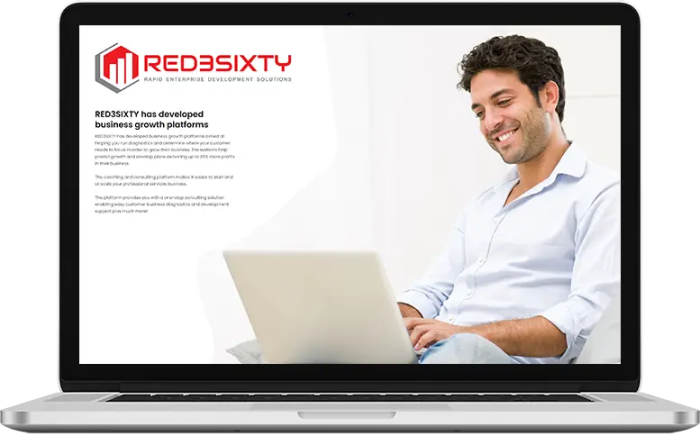 RED3SIXTY
RAPID ENTERPRISE DEVELOPMENT SOLUTIONS
RED3SIXTY has developed
business growth platforms
RED3SIXTY has developed business growth platforms aimed at
helping you run diagnostics and determine where your customer
needs to focus in order to grow their business. The systems help
predict growth and develop plans delivering up to 35% more profits
in their business.
The coaching and consulting platform makes it easier to start and
or scale your professional services business.
The platform provides you with a one-stop consulting solution
enabling easy customer business diagnostics and development
support plus much more!